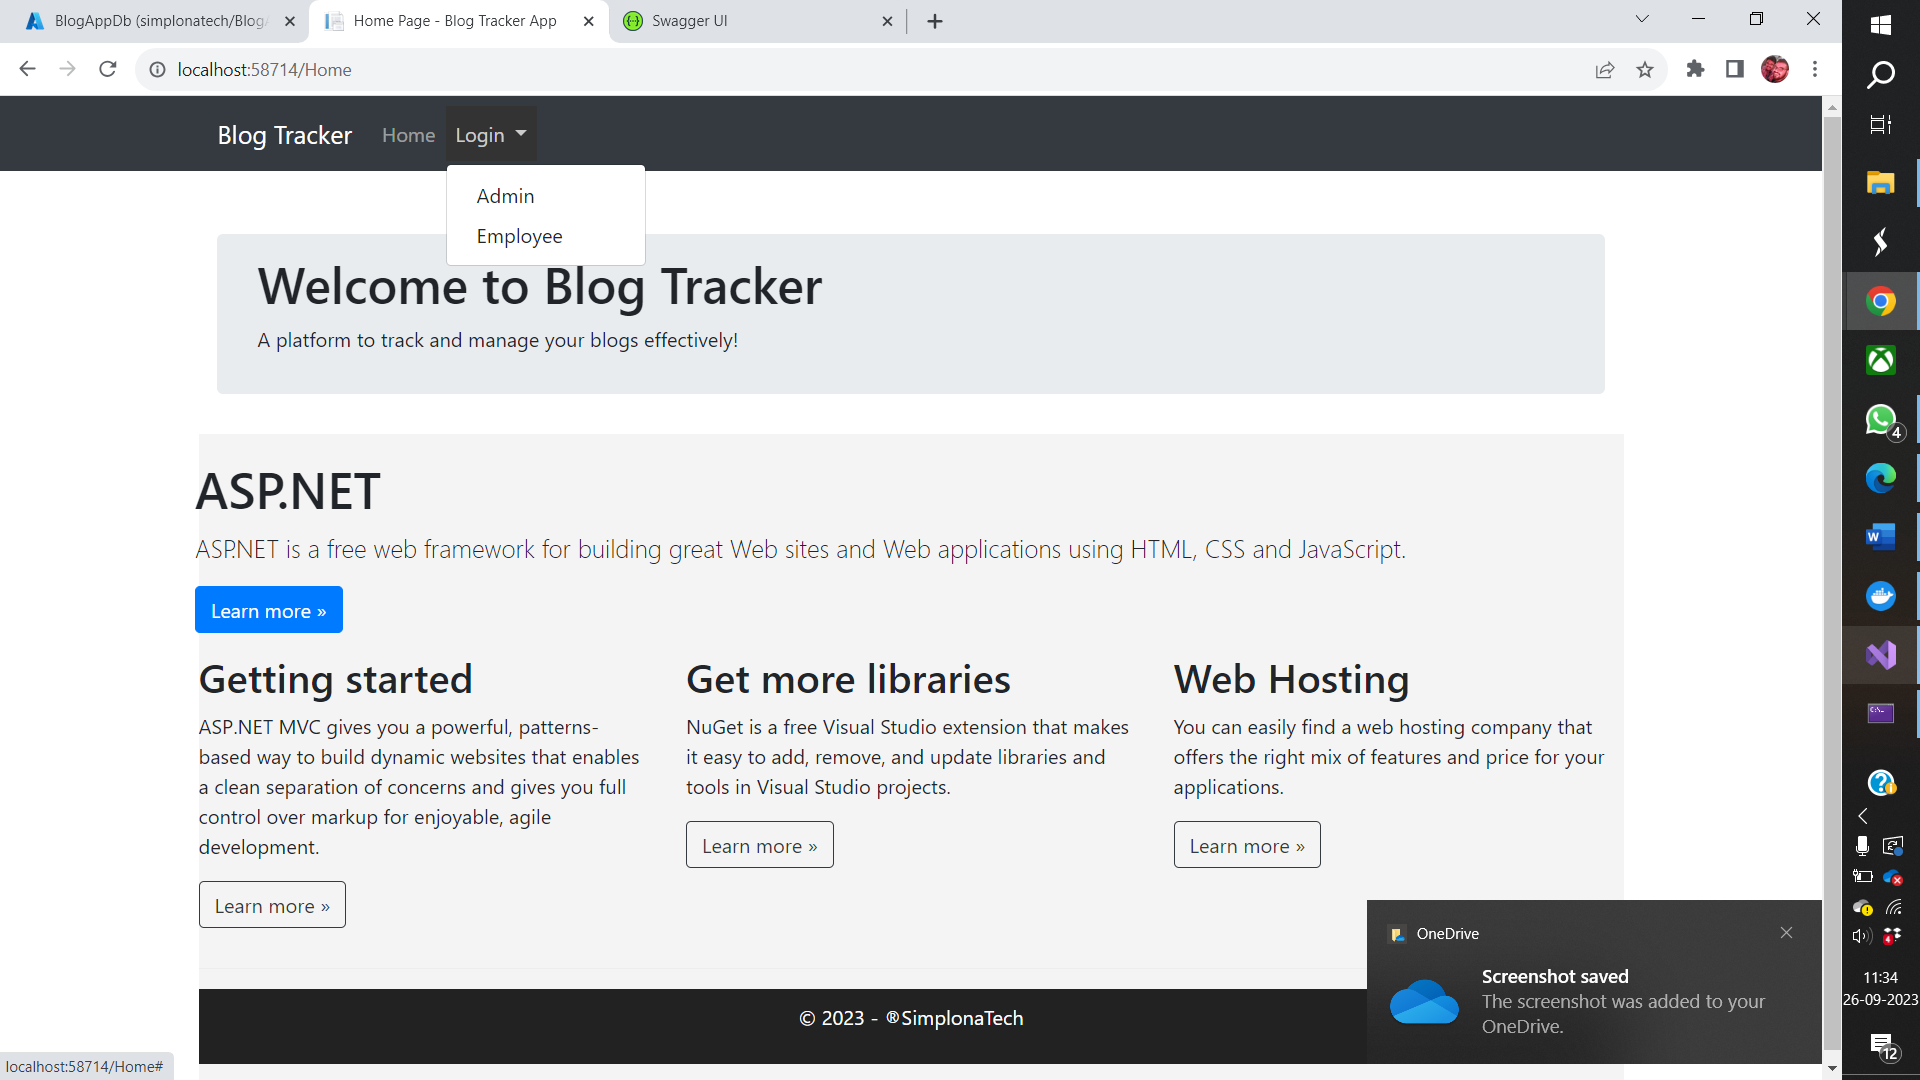 BlogAppDb (simplonatech/Blog
Home Page - Blog Tracker App
Swagger UI
localhost:58714/Home
Blog Tracker
Home
Login
Admin
Employee
Welcome to Blog Tracker
A platform to track and manage your blogs effectively!
ASP.NET
ASP.NET is a free web framework for building great Web sites and Web applications using HTML, CSS and JavaScript.
Learn more »
Getting started
ASP.NET MVC gives you a powerful, patterns-
based way to build dynamic websites that enables
a clean separation of concerns and gives you full
control over markup for enjoyable, agile
development.
Learn more »
Get more libraries
NuGet is a free Visual Studio extension that makes
it easy to add, remove, and update libraries and
tools in Visual Studio projects.
Learn more »
Web Hosting
You can easily find a web hosting company that
offers the right mix of features and price for your
applications.
Learn more »
© 2023 - ®SimplonaTech
OneDrive
Screenshot saved
The screenshot was added to your
OneDrive.
localhost:58714/Home#
4
4
11:34
26-09-2023
12